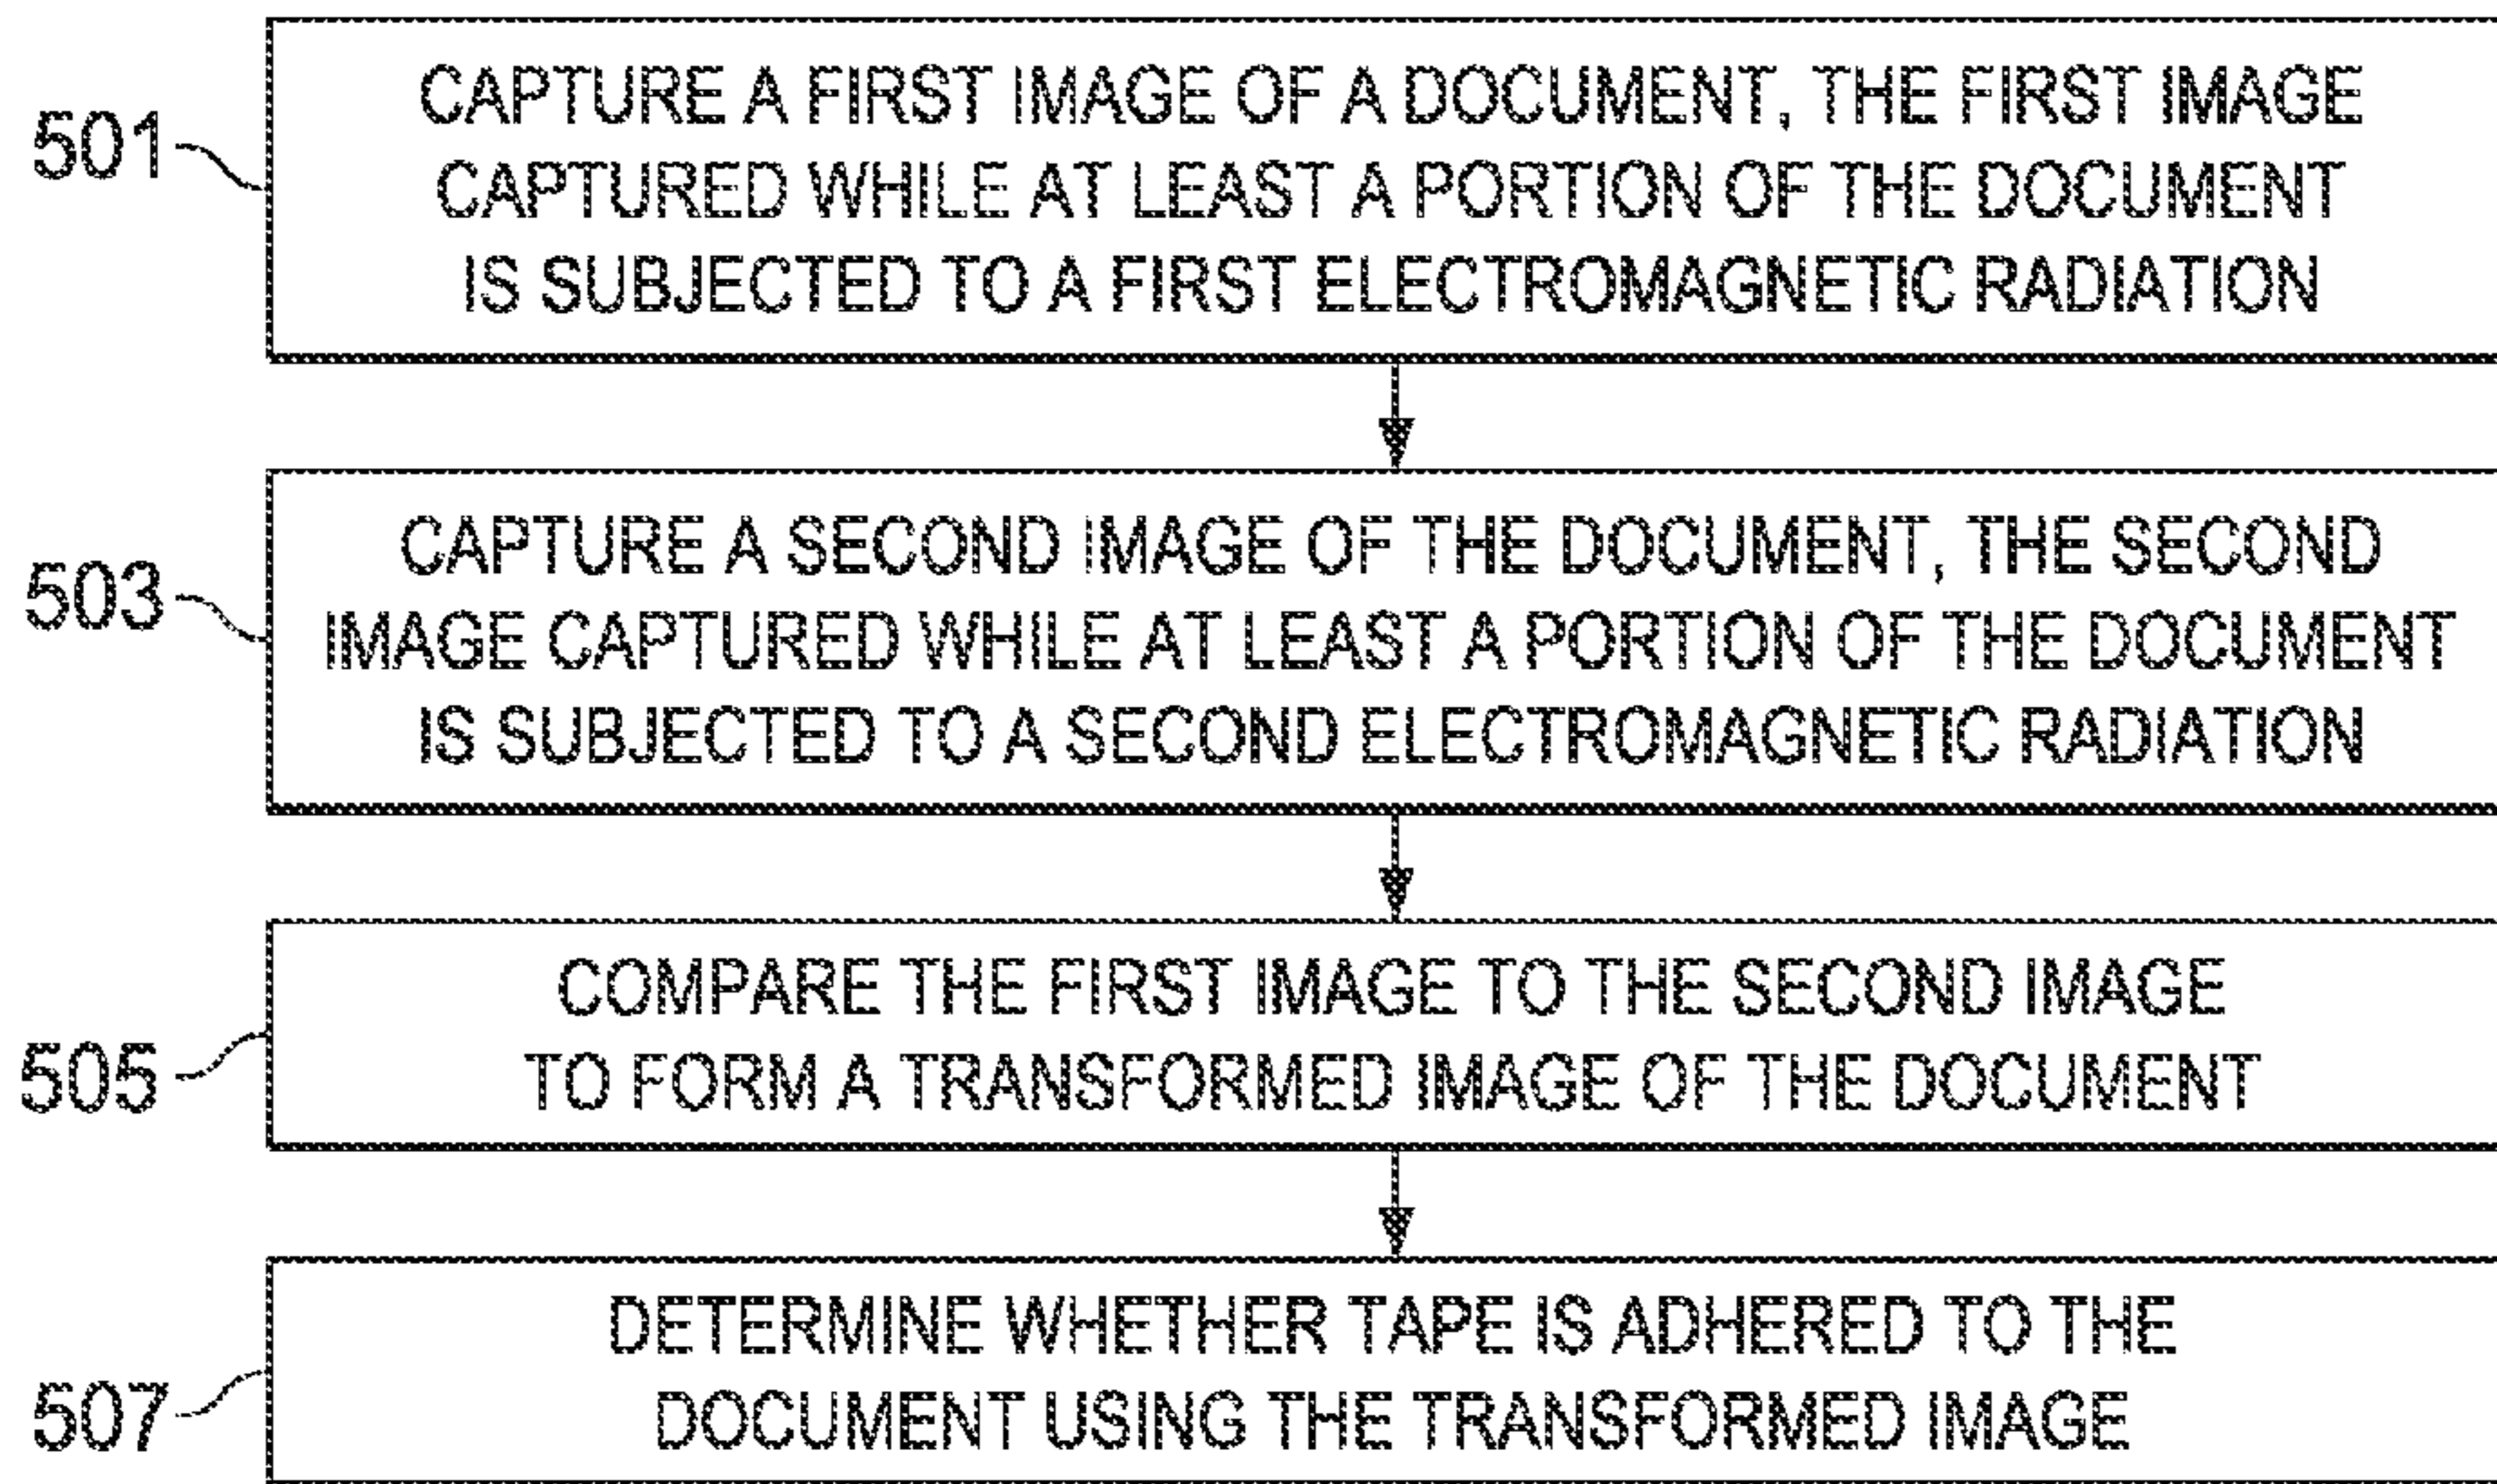 501
CAPTURE A FIRST IMAGE OF A DOCUMENT, THE FIRST IMAGE
CAPTURED WHILE AT LEAST A PORTION OF THE DOCUMENT
IS SUBJECTED TO A FIRST ELECTROMAGNETIC RADIATION
503
CAPTURE A SECOND IMAGE OF THE DOCUMENT, THE SECOND
IMAGE CAPTURED WHILE AT LEAST A PORTION OF THE DOCUMENT
IS SUBJECTED TO A SECOND ELECTROMAGNETIC RADIATION
505
COMPARE THE FIRST IMAGE TO THE SECOND IMAGE
TO FORM A TRANSFORMED IMAGE OF THE DOCUMENT
507
DETERMINE WHETHER TAPE IS ADHERED TO THE
DOCUMENT USING THE TRANSFORMED IMAGE